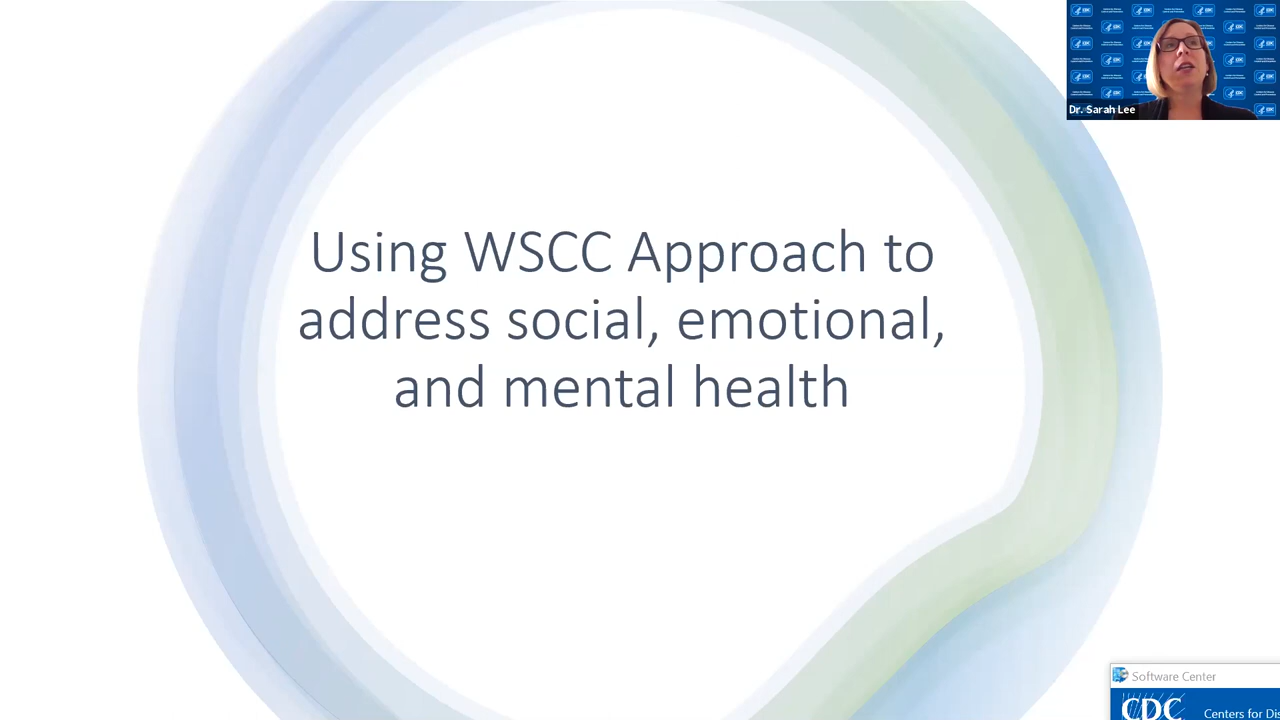 Using WSCC Approach to
address social, emotional,
and mental health
Dr. Sarah Lee
Software Center
CDC
Centers for Dis